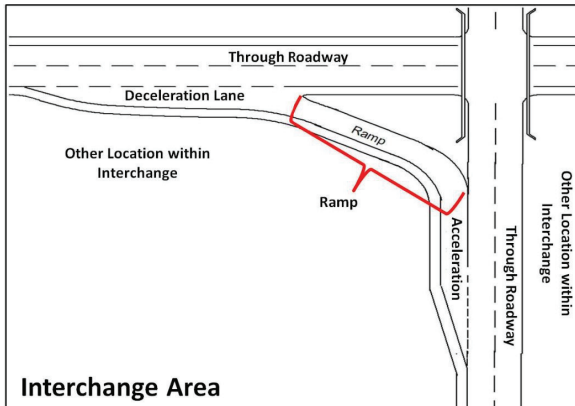 Through Roadway
Deceleration Lane
Ramp
Other Location within
Interchange
Ramp
Acceleration
Through Roadway
Other Location within
Interchange
Interchange Area